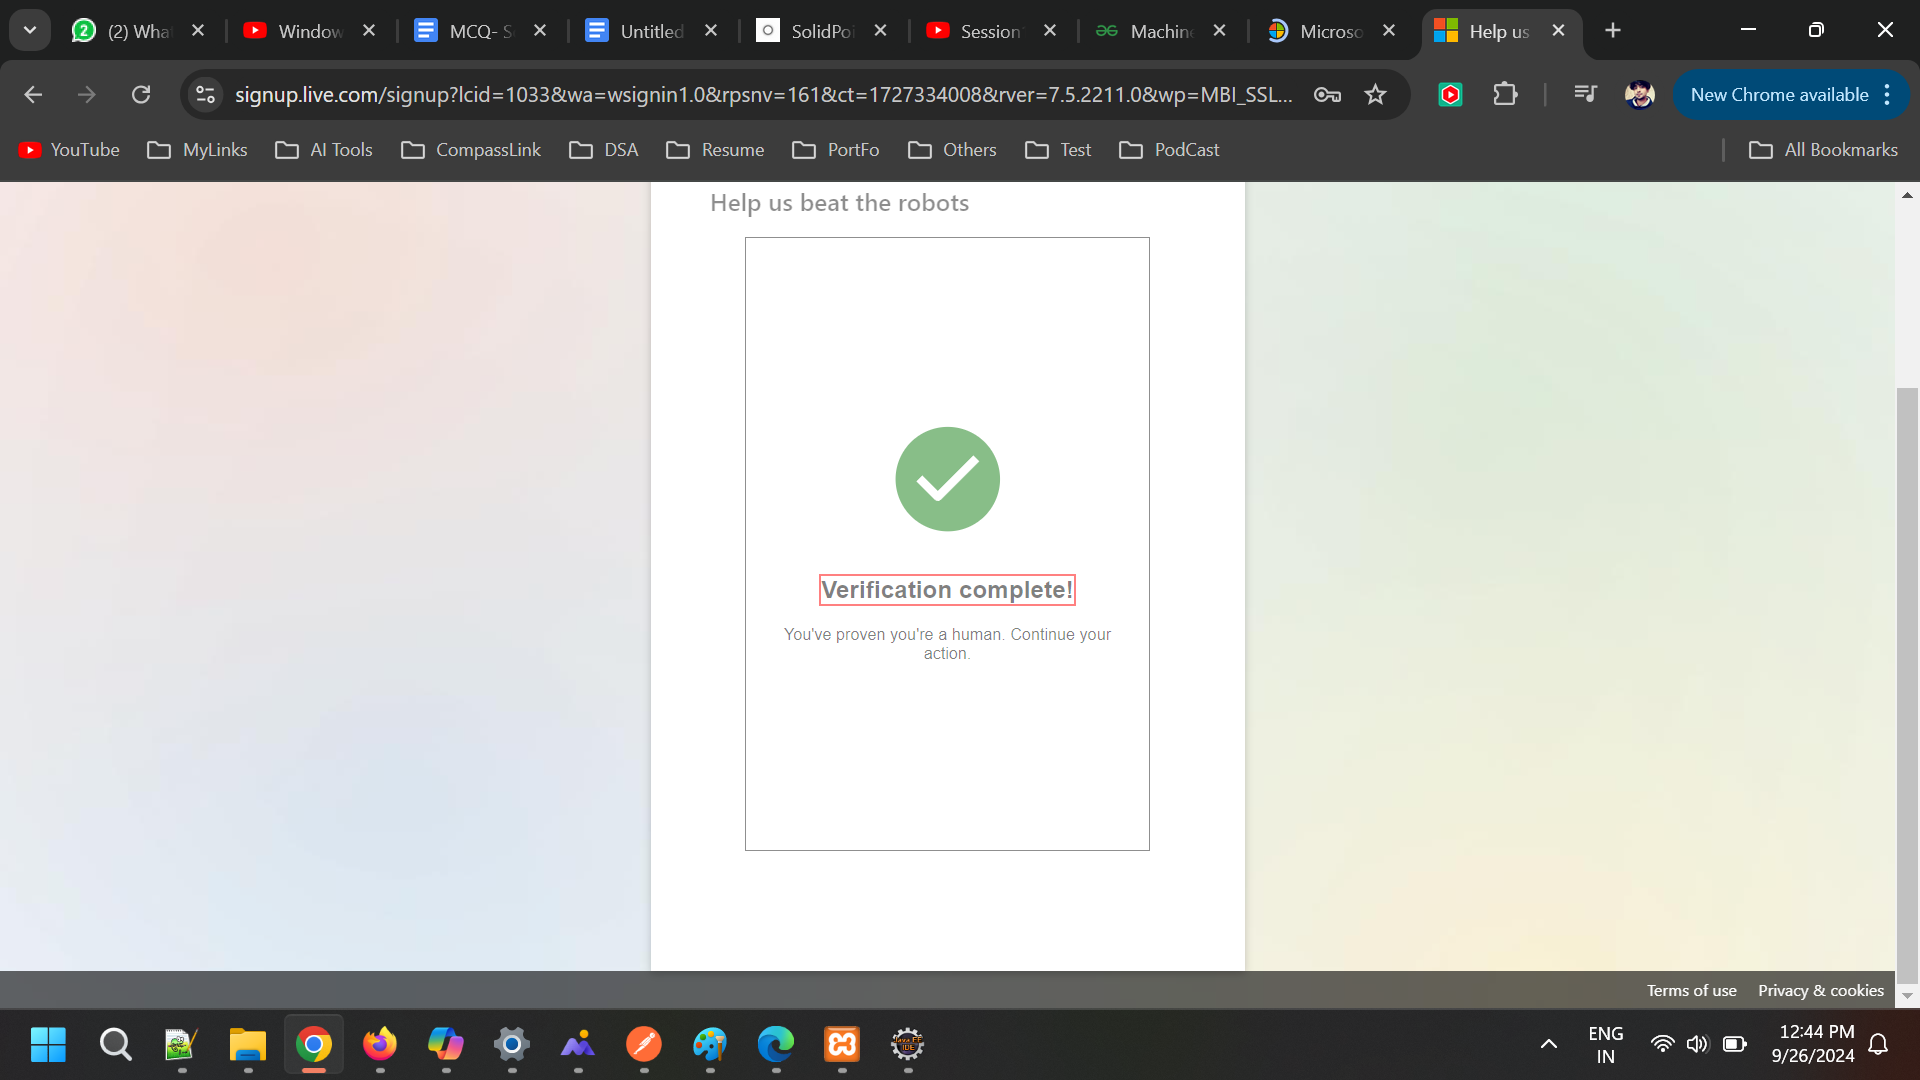 (2) Wha
Window
MCQ- S
Untitled
SolidPoi
Session
Machine
Microso
Help us
signup.live.com/signup?lcid=1033&wa=wsignin1.0&rpsnv=161&ct=1727334008&rver=7.5.2211.0&wp=MBI_SSL...
New Chrome available
YouTube
MyLinks
AI Tools
CompassLink
DSA
Resume
PortFo
Others
Test
PodCast
All Bookmarks
Help us beat the robots
Verification complete!
You've proven you're a human. Continue your
action.
Terms of use
Privacy & cookies
ENG
IN
12:44 PM
9/26/2024